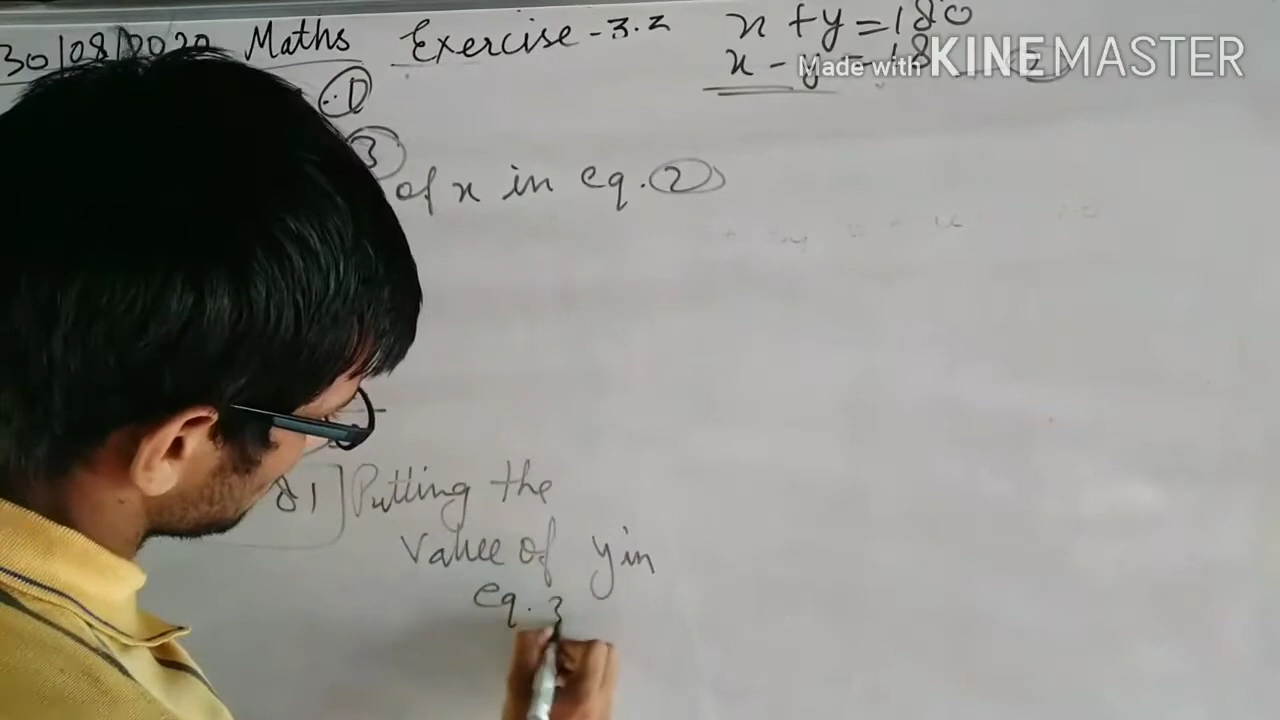 30/08/2020 Maths Exercise-3.2 x + y = 180
x - y = 18 2
Made with KINEMASTER
1
3
of x in eq. 2
81 Putting the
value of y in
eq. 3